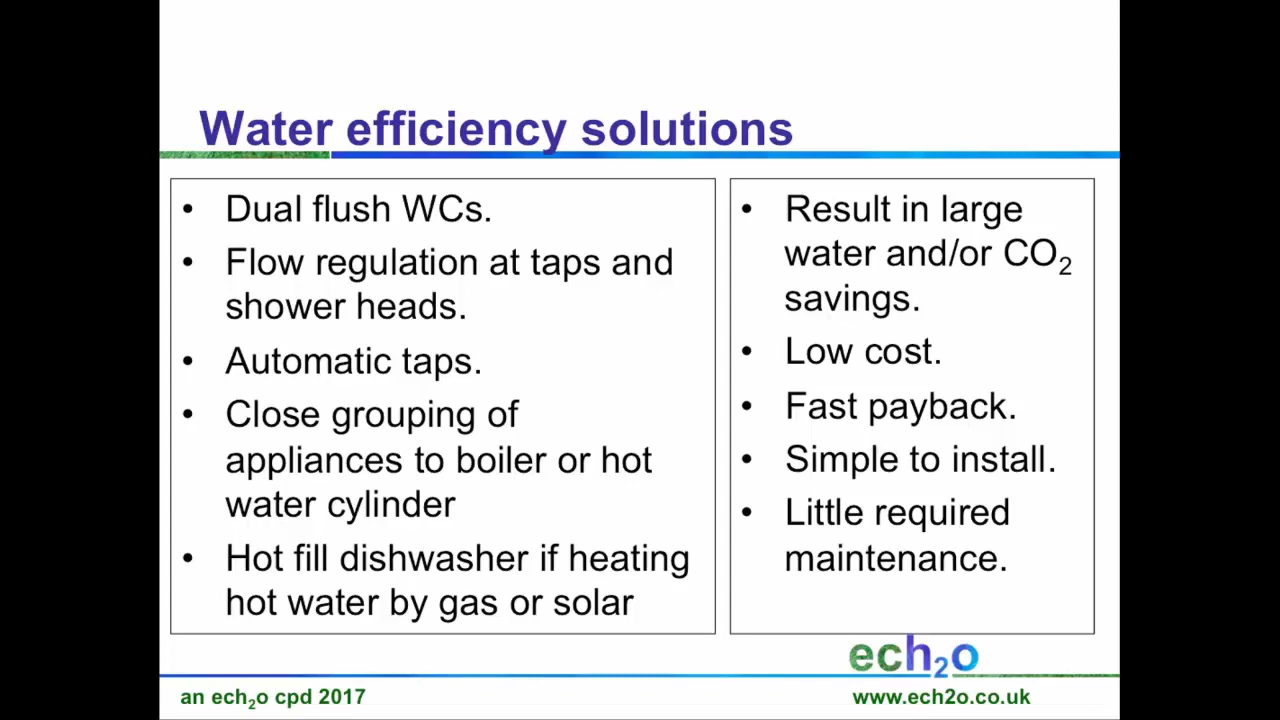 Water efficiency solutions
• Dual flush WCs.
• Flow regulation at taps and
shower heads.
• Automatic taps.
• Close grouping of
appliances to boiler or hot
water cylinder
• Hot fill dishwasher if heating
hot water by gas or solar
• Result in large
water and/or CO₂
savings.
• Low cost.
• Fast payback.
• Simple to install.
• Little required
maintenance.
ech₂o
an ech₂o cpd 2017
www.ech2o.co.uk